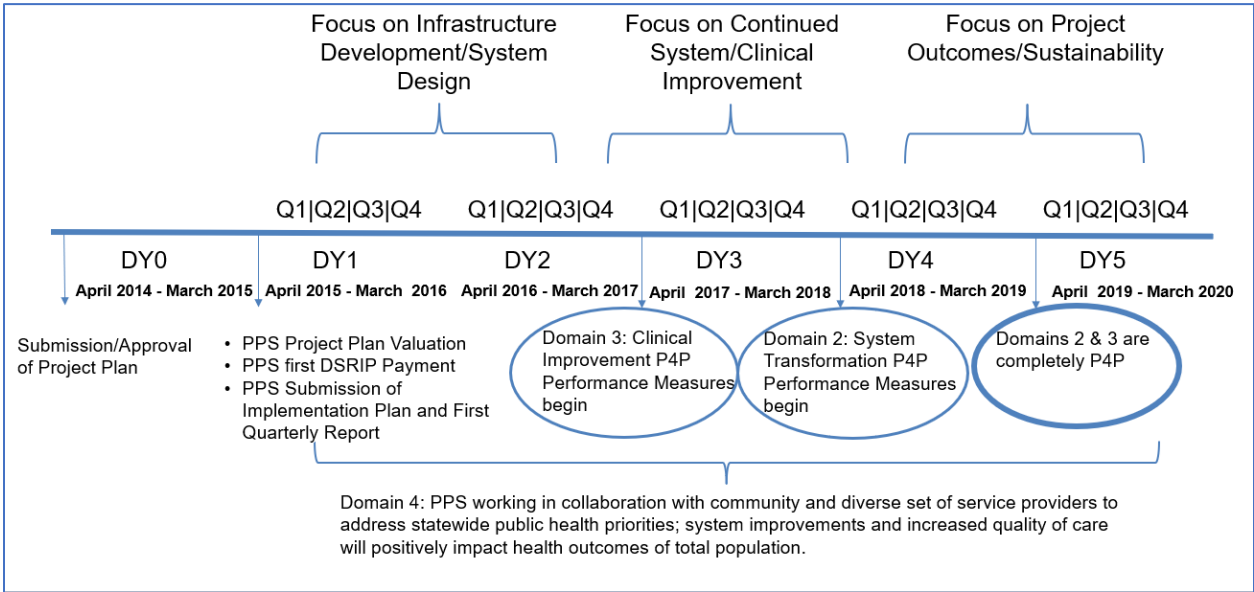 Focus on Infrastructure
Development/System
Design
Focus on Continued
System/Clinical
Improvement
Focus on Project
Outcomes/Sustainability
Q1|Q2|Q3|Q4
Q1|Q2|Q3|Q4
Q1|Q2|Q3|Q4
Q1|Q2|Q3|Q4
Q1|Q2|Q3|Q4
DY0
DY1
DY2
DY3
DY4
DY5
April 2014 - March 2015
April 2015 - March 2016
April 2016 - March 2017
April 2017 - March 2018
April 2018 - March 2019
April 2019 - March 2020
Submission/Approval
of Project Plan
• PPS Project Plan Valuation
• PPS first DSRIP Payment
• PPS Submission of
Implementation Plan and First
Quarterly Report
Domain 3: Clinical
Improvement P4P
Performance Measures
begin
Domain 2: System
Transformation P4P
Performance Measures
begin
Domains 2 & 3 are
completely P4P
Domain 4: PPS working in collaboration with community and diverse set of service providers to
address statewide public health priorities; system improvements and increased quality of care
will positively impact health outcomes of total population.